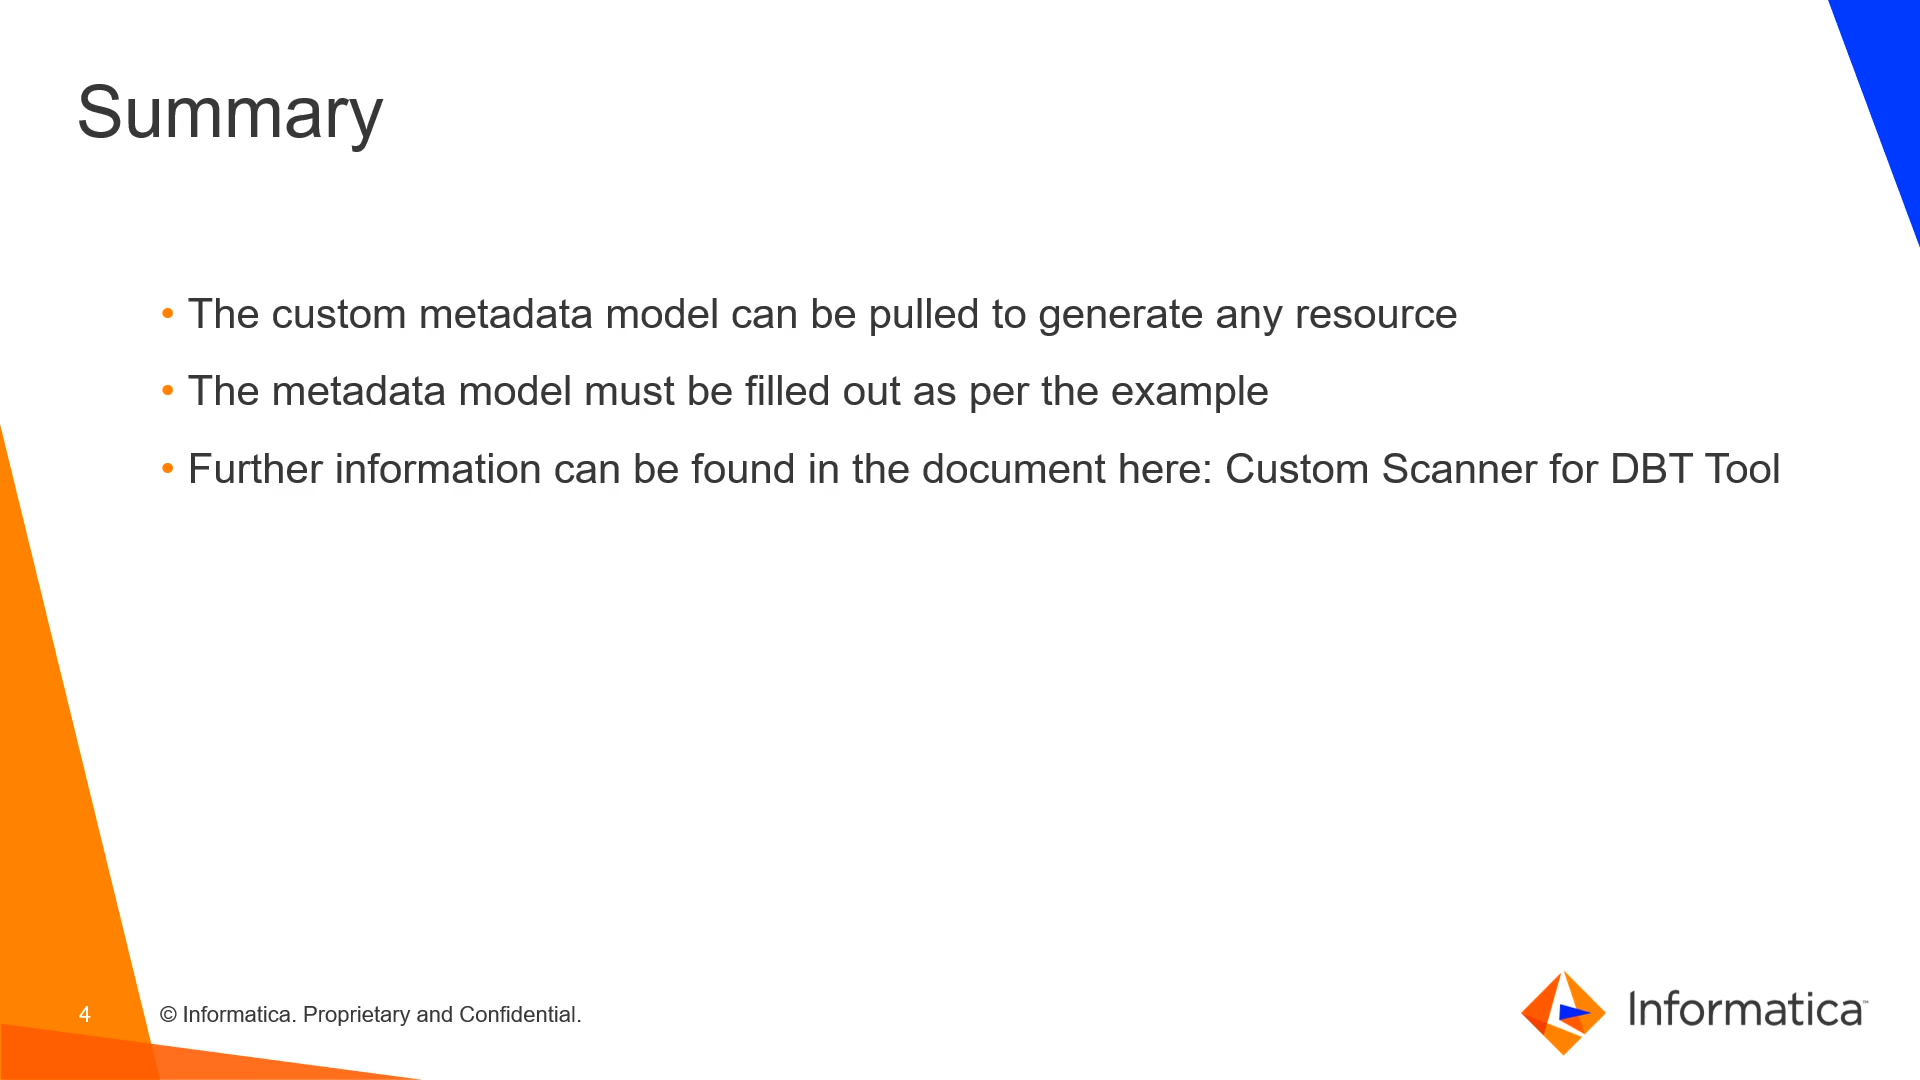 Summary
• The custom metadata model can be pulled to generate any resource
• The metadata model must be filled out as per the example
• Further information can be found in the document here: Custom Scanner for DBT Tool
4
© Informatica. Proprietary and Confidential.
Informatica™